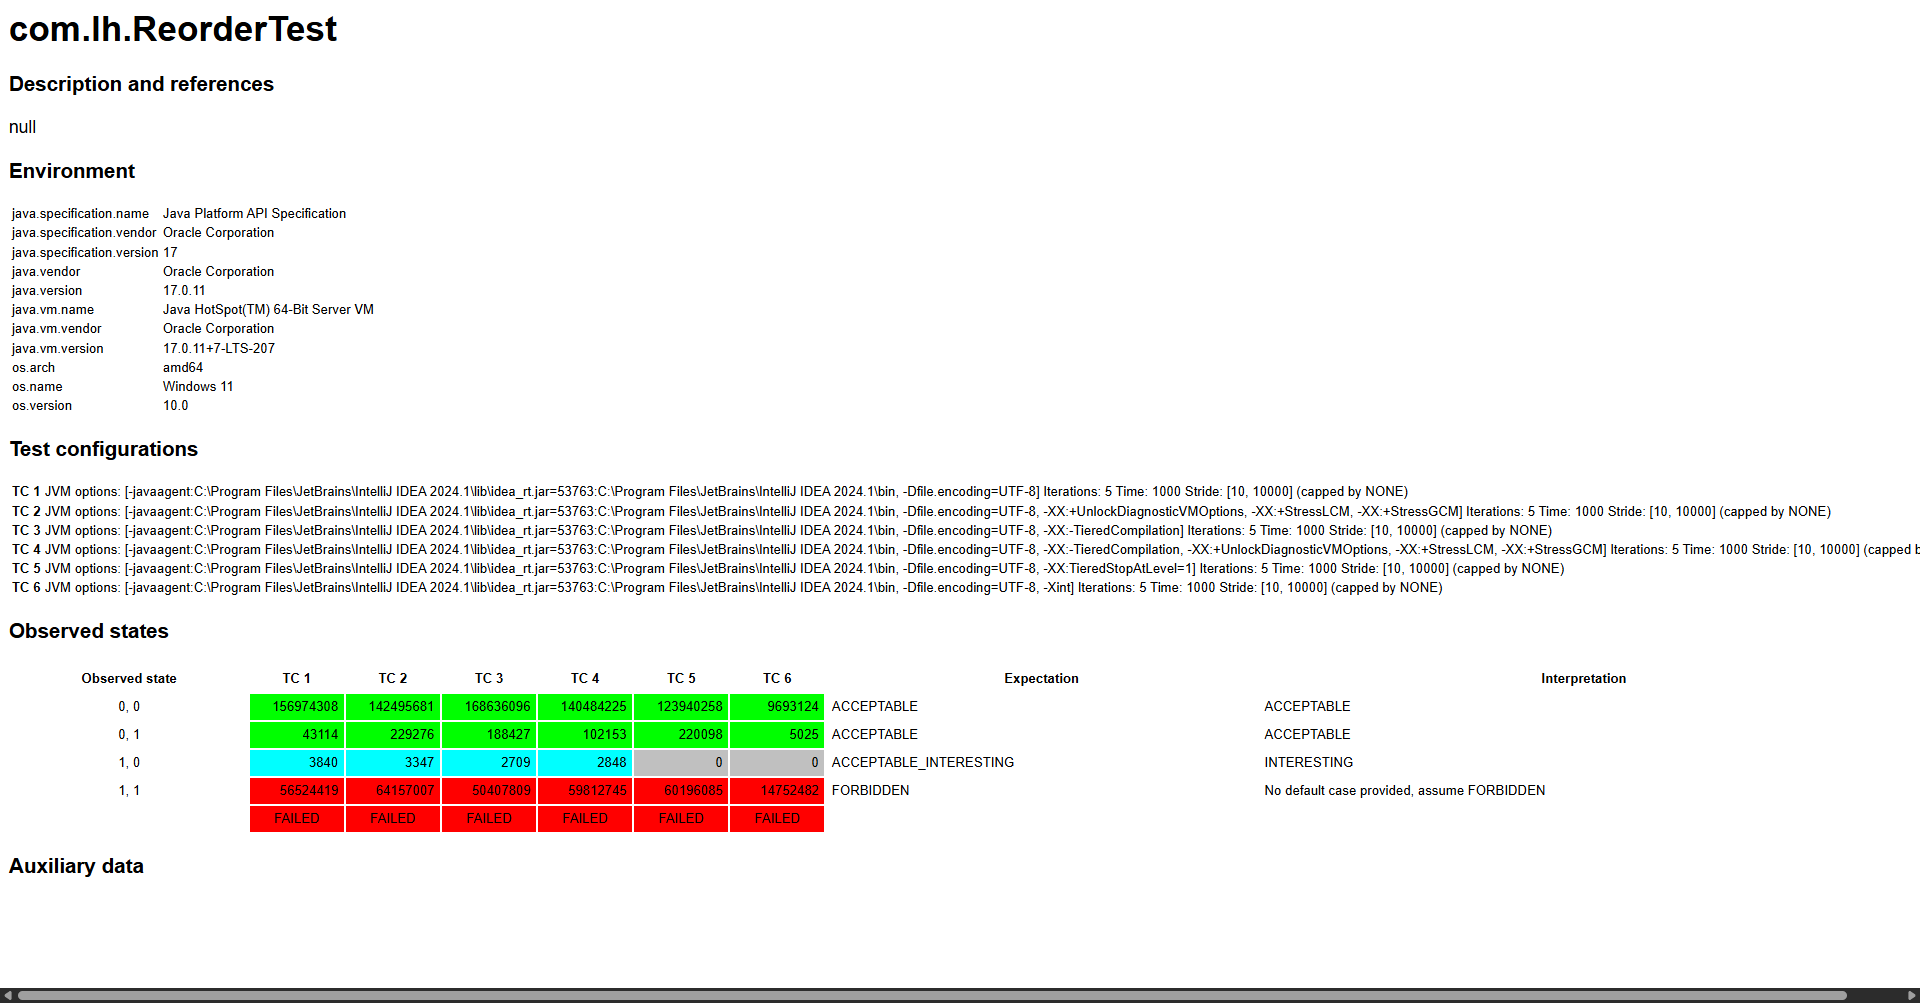 com.lh.ReorderTest
Description and references
null
Environment
java.specification.name Java Platform API Specification
java.specification.vendor Oracle Corporation
java.specification.version 17
java.vendor Oracle Corporation
java.version 17.0.11
java.vm.name Java HotSpot(TM) 64-Bit Server VM
java.vm.vendor Oracle Corporation
java.vm.version 17.0.11+7-LTS-207
os.arch amd64
os.name Windows 11
os.version 10.0
Test configurations
TC 1 JVM options: [-javaagent:C:\Program Files\JetBrains\IntelliJ IDEA 2024.1\lib\idea_rt.jar=53763:C:\Program Files\JetBrains\IntelliJ IDEA 2024.1\bin, -Dfile.encoding=UTF-8] Iterations: 5 Time: 1000 Stride: [10, 10000] (capped by NONE)
TC 2 JVM options: [-javaagent:C:\Program Files\JetBrains\IntelliJ IDEA 2024.1\lib\idea_rt.jar=53763:C:\Program Files\JetBrains\IntelliJ IDEA 2024.1\bin, -Dfile.encoding=UTF-8, -XX:+UnlockDiagnosticVMOptions, -XX:+StressLCM, -XX:+StressGCM] Iterations: 5 Time: 1000 Stride: [10, 10000] (capped by NONE)
TC 3 JVM options: [-javaagent:C:\Program Files\JetBrains\IntelliJ IDEA 2024.1\lib\idea_rt.jar=53763:C:\Program Files\JetBrains\IntelliJ IDEA 2024.1\bin, -Dfile.encoding=UTF-8, -XX:-TieredCompilation] Iterations: 5 Time: 1000 Stride: [10, 10000] (capped by NONE)
TC 4 JVM options: [-javaagent:C:\Program Files\JetBrains\IntelliJ IDEA 2024.1\lib\idea_rt.jar=53763:C:\Program Files\JetBrains\IntelliJ IDEA 2024.1\bin, -Dfile.encoding=UTF-8, -XX:-TieredCompilation, -XX:+UnlockDiagnosticVMOptions, -XX:+StressLCM, -XX:+StressGCM] Iterations: 5 Time: 1000 Stride: [10, 10000] (capped b
TC 5 JVM options: [-javaagent:C:\Program Files\JetBrains\IntelliJ IDEA 2024.1\lib\idea_rt.jar=53763:C:\Program Files\JetBrains\IntelliJ IDEA 2024.1\bin, -Dfile.encoding=UTF-8, -XX:TieredStopAtLevel=1] Iterations: 5 Time: 1000 Stride: [10, 10000] (capped by NONE)
TC 6 JVM options: [-javaagent:C:\Program Files\JetBrains\IntelliJ IDEA 2024.1\lib\idea_rt.jar=53763:C:\Program Files\JetBrains\IntelliJ IDEA 2024.1\bin, -Dfile.encoding=UTF-8, -Xint] Iterations: 5 Time: 1000 Stride: [10, 10000] (capped by NONE)
Observed states
Observed state TC 1 TC 2 TC 3 TC 4 TC 5 TC 6 Expectation Interpretation
0, 0 156974308 142495681 168636096 140484225 123940258 9693124 ACCEPTABLE ACCEPTABLE
0, 1 43114 229276 188427 102153 220098 5025 ACCEPTABLE ACCEPTABLE
1, 0 3840 3347 2709 2848 0 0 ACCEPTABLE_INTERESTING INTERESTING
1, 1 56524419 64157007 50407809 59812745 60196085 14752482 FORBIDDEN No default case provided, assume FORBIDDEN
FAILED FAILED FAILED FAILED FAILED FAILED
Auxiliary data